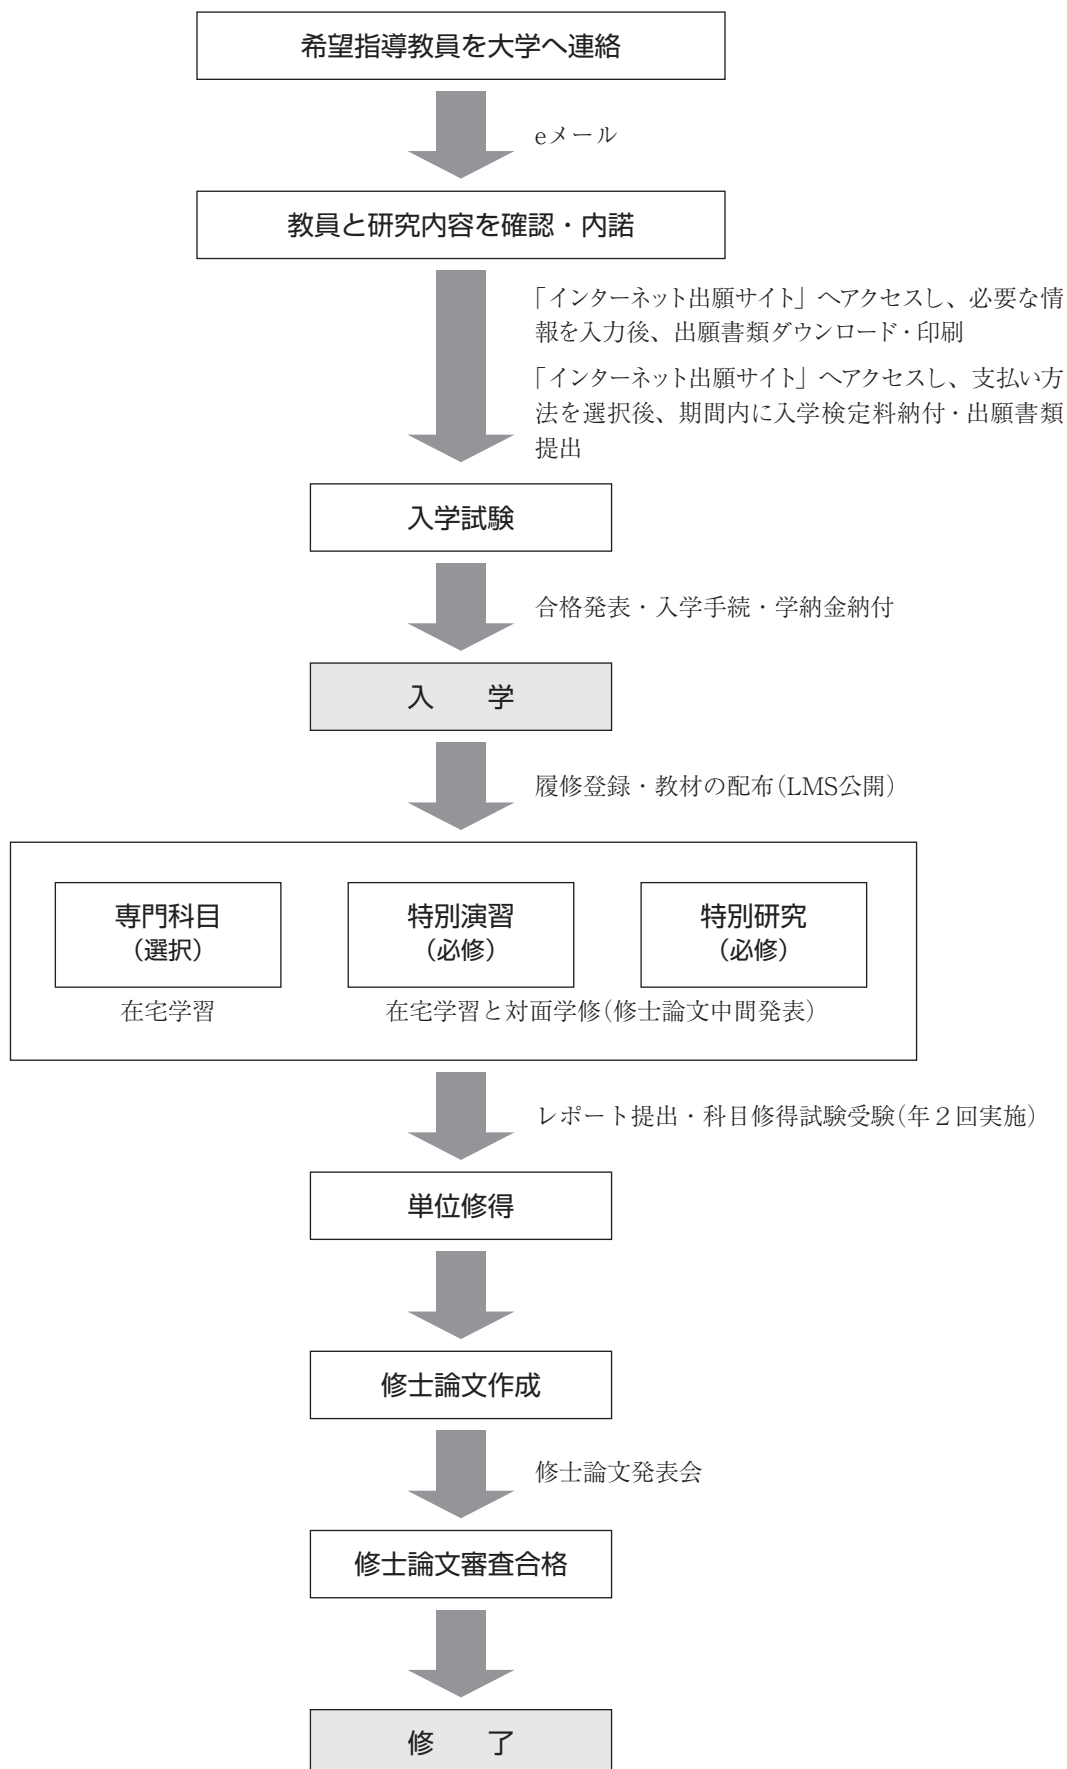 希望指導教員を大学へ連絡
eメール
教員と研究内容を確認・内諾
「インターネット出願サイト」へアクセスし、必要な情
報を入力後、出願書類ダウンロード・印刷
「インターネット出願サイト」へアクセスし、支払い方
法を選択後、期間内に入学検定料納付・出願書類
提出
入学試験
合格発表・入学手続・学納金納付
入　学
履修登録・教材の配布(LMS公開)
専門科目
(選択)
特別演習
(必修)
特別研究
(必修)
在宅学習
在宅学習と対面学修(修士論文中間発表)
レポート提出・科目修得試験受験(年２回実施)
単位修得
修士論文作成
修士論文発表会
修士論文審査合格
修　了